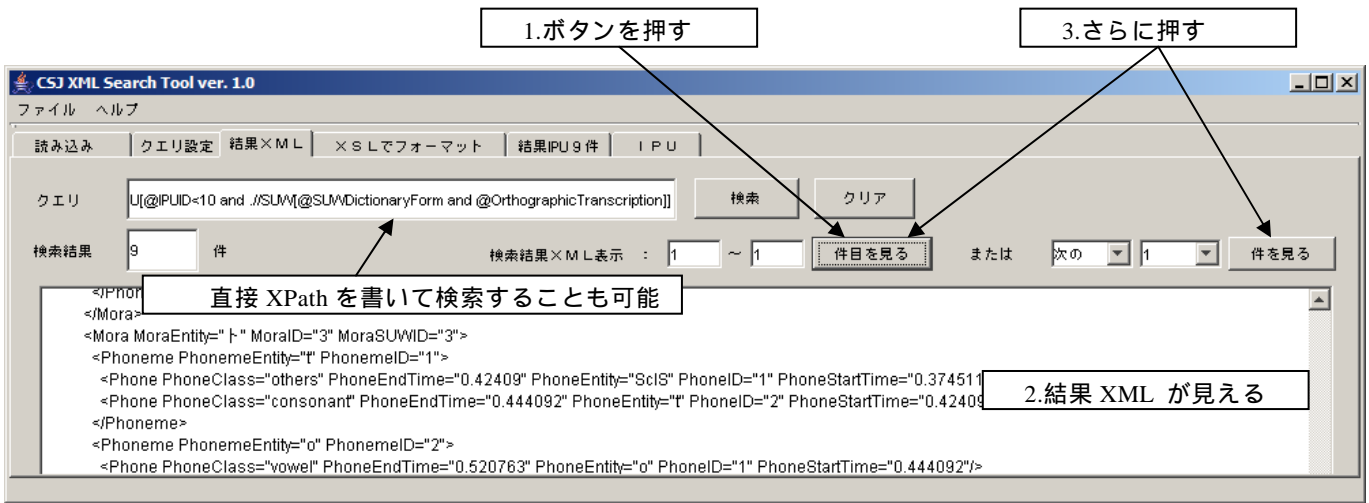 1.ボタンを押す
3.さらに押す
CSJ XML Search Tool ver. 1.0
ファイル ヘルプ
読み込み クエリ設定 結果XML XSLでフォーマット 結果IPU9件 IPU
クエリ U[@IPUID<10 and .//SUW[@SUWDictionaryForm and @OrthographicTranscription]] 検索 クリア
検索結果 9 件 検索結果XML表示 : 1 ~ 1 件目を見る または 次の 1 件を見る
直接 XPath を書いて検索することも可能
</Phon
</Mora>
<Mora MoraEntity="ト" MoraID="3" MoraSUWID="3">
<Phoneme PhonemeEntity="t" PhonemeID="1">
<Phone PhoneClass="others" PhoneEndTime="0.42409" PhoneEntity="SclS" PhoneID="1" PhoneStartTime="0.374511
<Phone PhoneClass="consonant" PhoneEndTime="0.444092" PhoneEntity="t" PhoneID="2" PhoneStartTime="0.42409
2.結果 XML が見える
</Phoneme>
<Phoneme PhonemeEntity="o" PhonemeID="2">
<Phone PhoneClass="vowel" PhoneEndTime="0.520763" PhoneEntity="o" PhoneID="1" PhoneStartTime="0.444092"/>